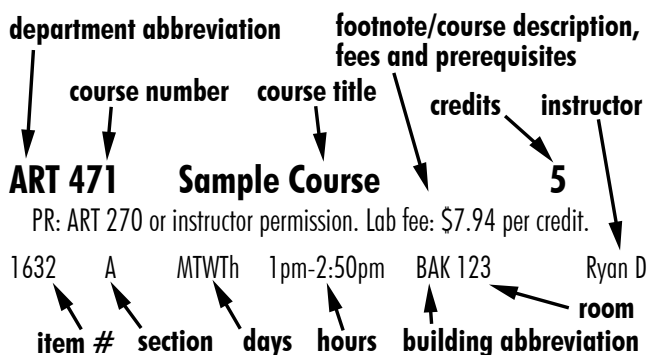 department abbreviation
footnote/course description,
fees and prerequisites
course number course title credits instructor
ART 471 Sample Course 5
PR: ART 270 or instructor permission. Lab fee: $7.94 per credit.
1632 A MTWTh 1pm-2:50pm BAK 123 Ryan D
room
item # section days hours building abbreviation